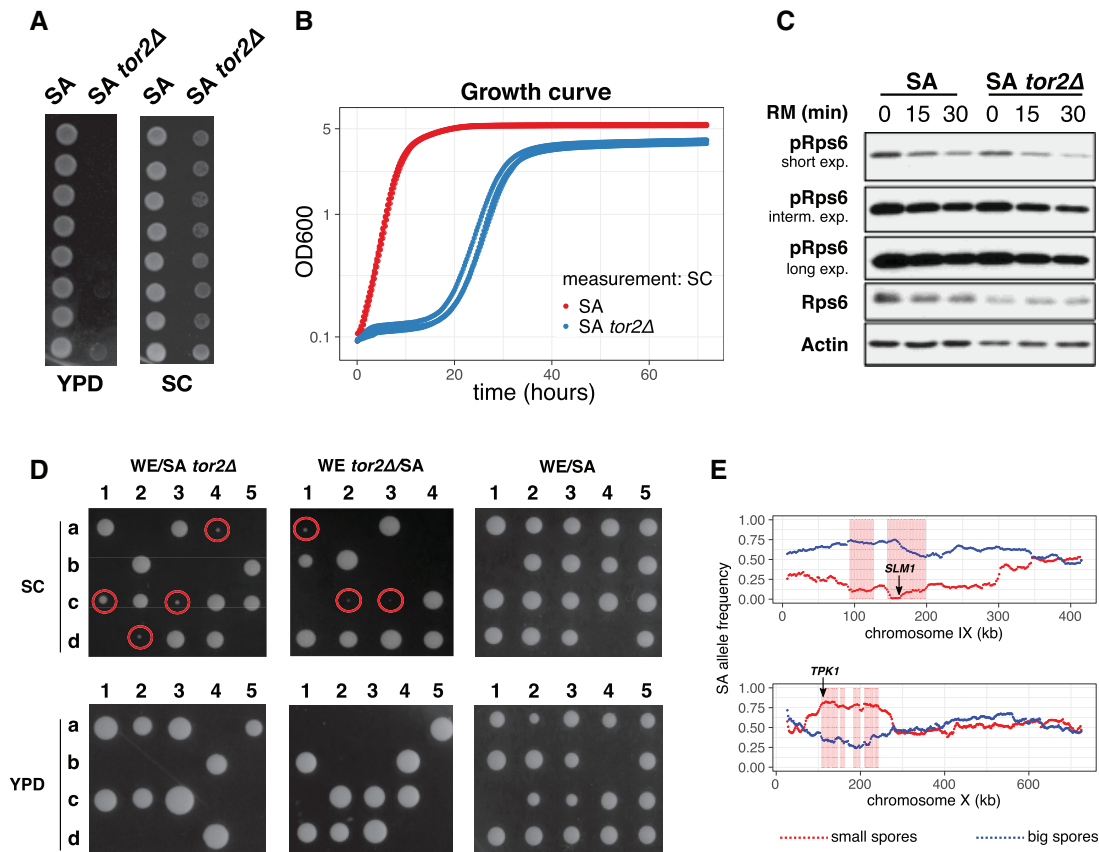 A
SA
SA tor2Δ
SA
SA tor2Δ
YPD
SC
B
Growth curve
OD600
5
1
0.1
measurement: SC
SA
SA tor2Δ
0
20
40
60
time (hours)
C
SA
SA tor2Δ
RM (min)
0
15
30
0
15
30
pRps6
short exp.
pRps6
interm. exp.
pRps6
long exp.
Rps6
Actin
D
WE/SA tor2Δ
WE tor2Δ/SA
WE/SA
1 2 3 4 5
1 2 3 4
1 2 3 4 5
SC
a
b
c
d
1 2 3 4 5
1 2 3 4 5
1 2 3 4 5
YPD
a
b
c
d
E
SA allele frequency
1.00
0.75
0.50
0.25
0.00
SLM1
0
100
200
300
400
chromosome IX (kb)
TPK1
1.00
0.75
0.50
0.25
0.00
0
200
400
600
chromosome X (kb)
small spores
big spores